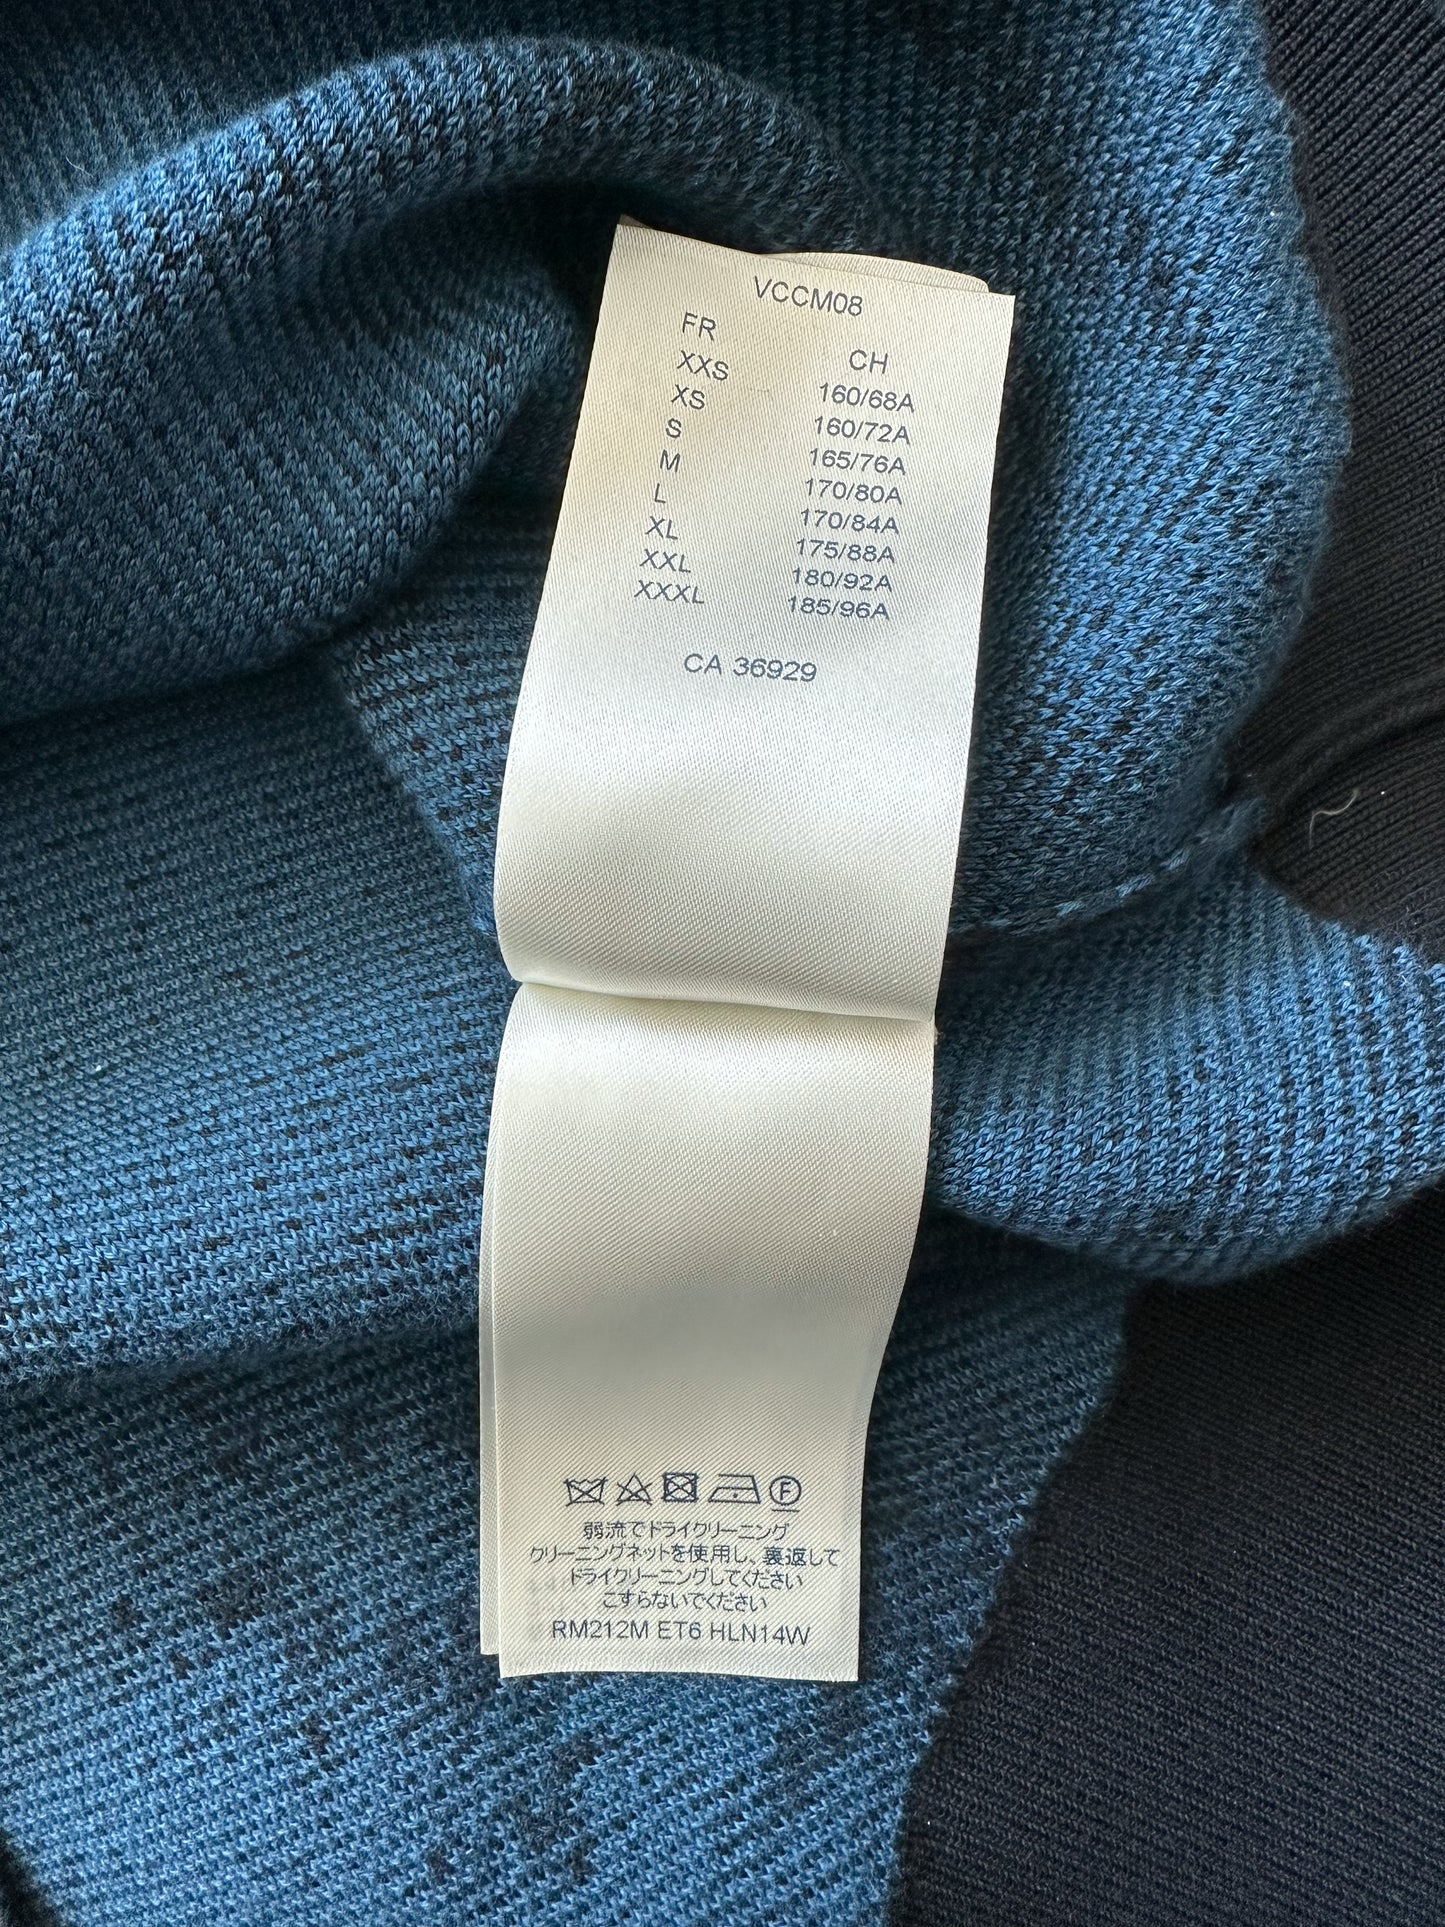 VCCM08
FR CH
XXS 160/68A
XS 160/72A
S 165/76A
M 170/80A
L 170/84A
XL 175/88A
XXL 180/92A
XXXL 185/96A
CA 36929
F
弱流でドライクリーニング
クリーニングネットを使用し、裏返して
ドライクリーニングしてください
こすらないでください
RM212M ET6 HLN14W